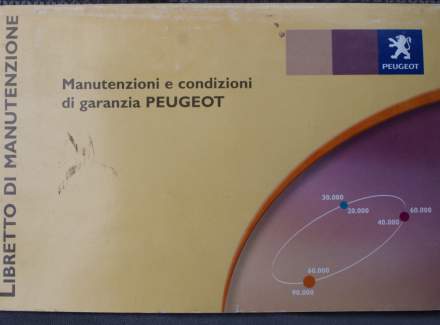 LIBRETTO DI MANUTENZIONE
Manutenzioni e condizioni
di garanzia PEUGEOT
PEUGEOT
30.000
20.000
60.000
40.000
60.000
90.000